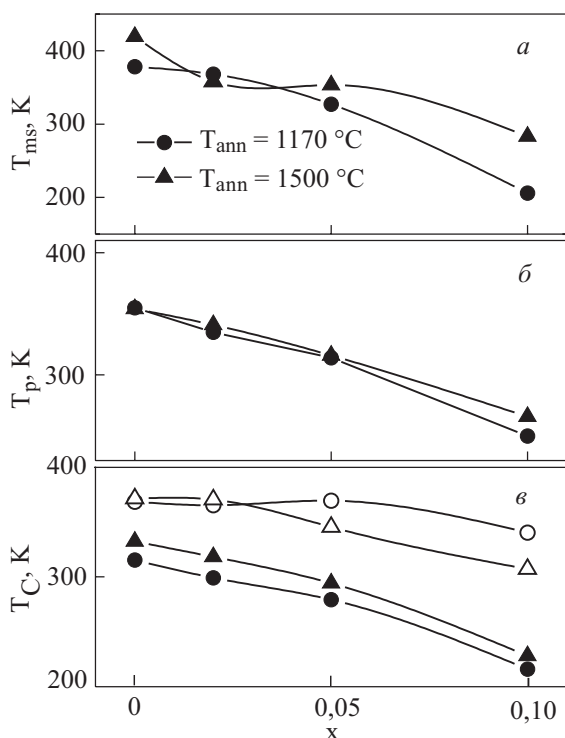 а
400
300
200
T_ms, K
T_ann = 1170 °C
T_ann = 1500 °C
б
400
300
T_p, K
в
400
300
200
T_C, K
0
0,05
0,10
x